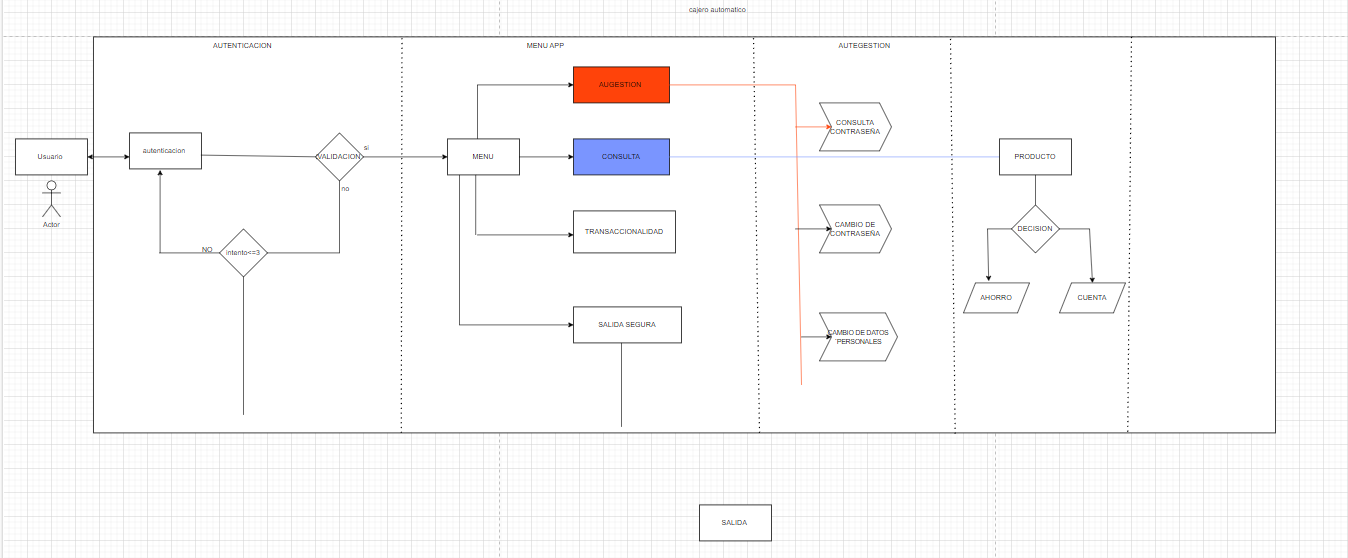 cajero automatico
AUTENTICACION
MENU APP
AUTEGESTION
Usuario
Actor
autenticacion
VALIDACION
si
no
NO
intento<=3
MENU
AUGESTION
CONSULTA
TRANSACCIONALIDAD
SALIDA SEGURA
CONSULTA
CONTRASEÑA
CAMBIO DE
CONTRASEÑA
CAMBIO DE DATOS
PERSONALES
PRODUCTO
DECISION
AHORRO
CUENTA
SALIDA